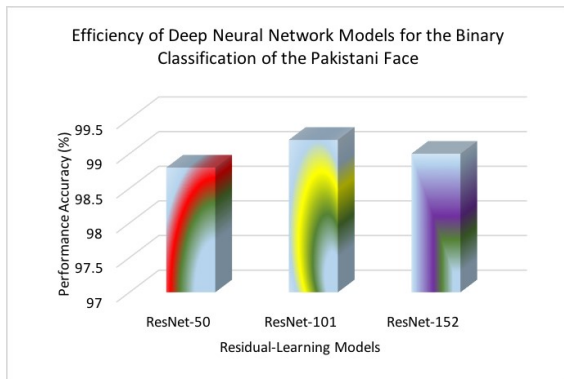 Efficiency of Deep Neural Network Models for the Binary
Classification of the Pakistani Face
Performance Accuracy (%)
99.5
99
98.5
98
97.5
97
ResNet-50 ResNet-101 ResNet-152
Residual-Learning Models